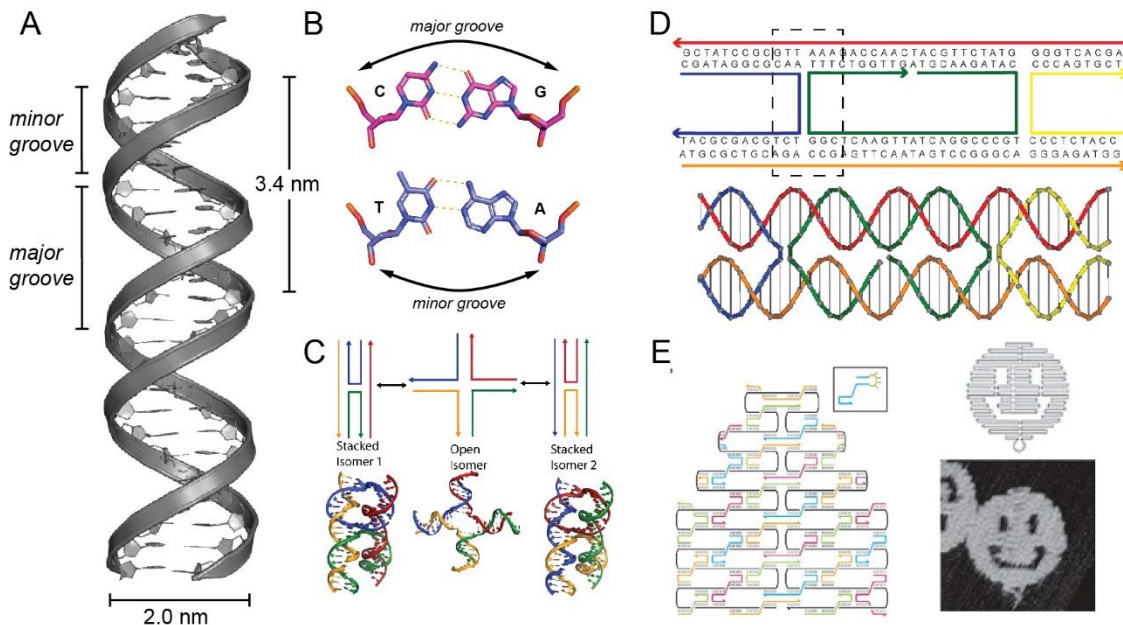 A
minor
groove
major
groove
2.0 nm
3.4 nm
B
major groove
C
G
T
A
minor groove
C
Stacked
Isomer 1
Open
Isomer
Stacked
Isomer 2
D
GCTATCCGCGTT AAAGACCAACTACGTTCTATG GGGTCACGA
CGATAGGCGCAA TTTCTGGTTGATGCAAGATAC CCCAGTGCT
TACGCGACGTCT GGCTCAAGTTATCAGGCCCGT CCCTCTACC
ATGCGCTGCAGA CCGAGTTCAATAGTCCGGGCA GGGAGATGG
E,